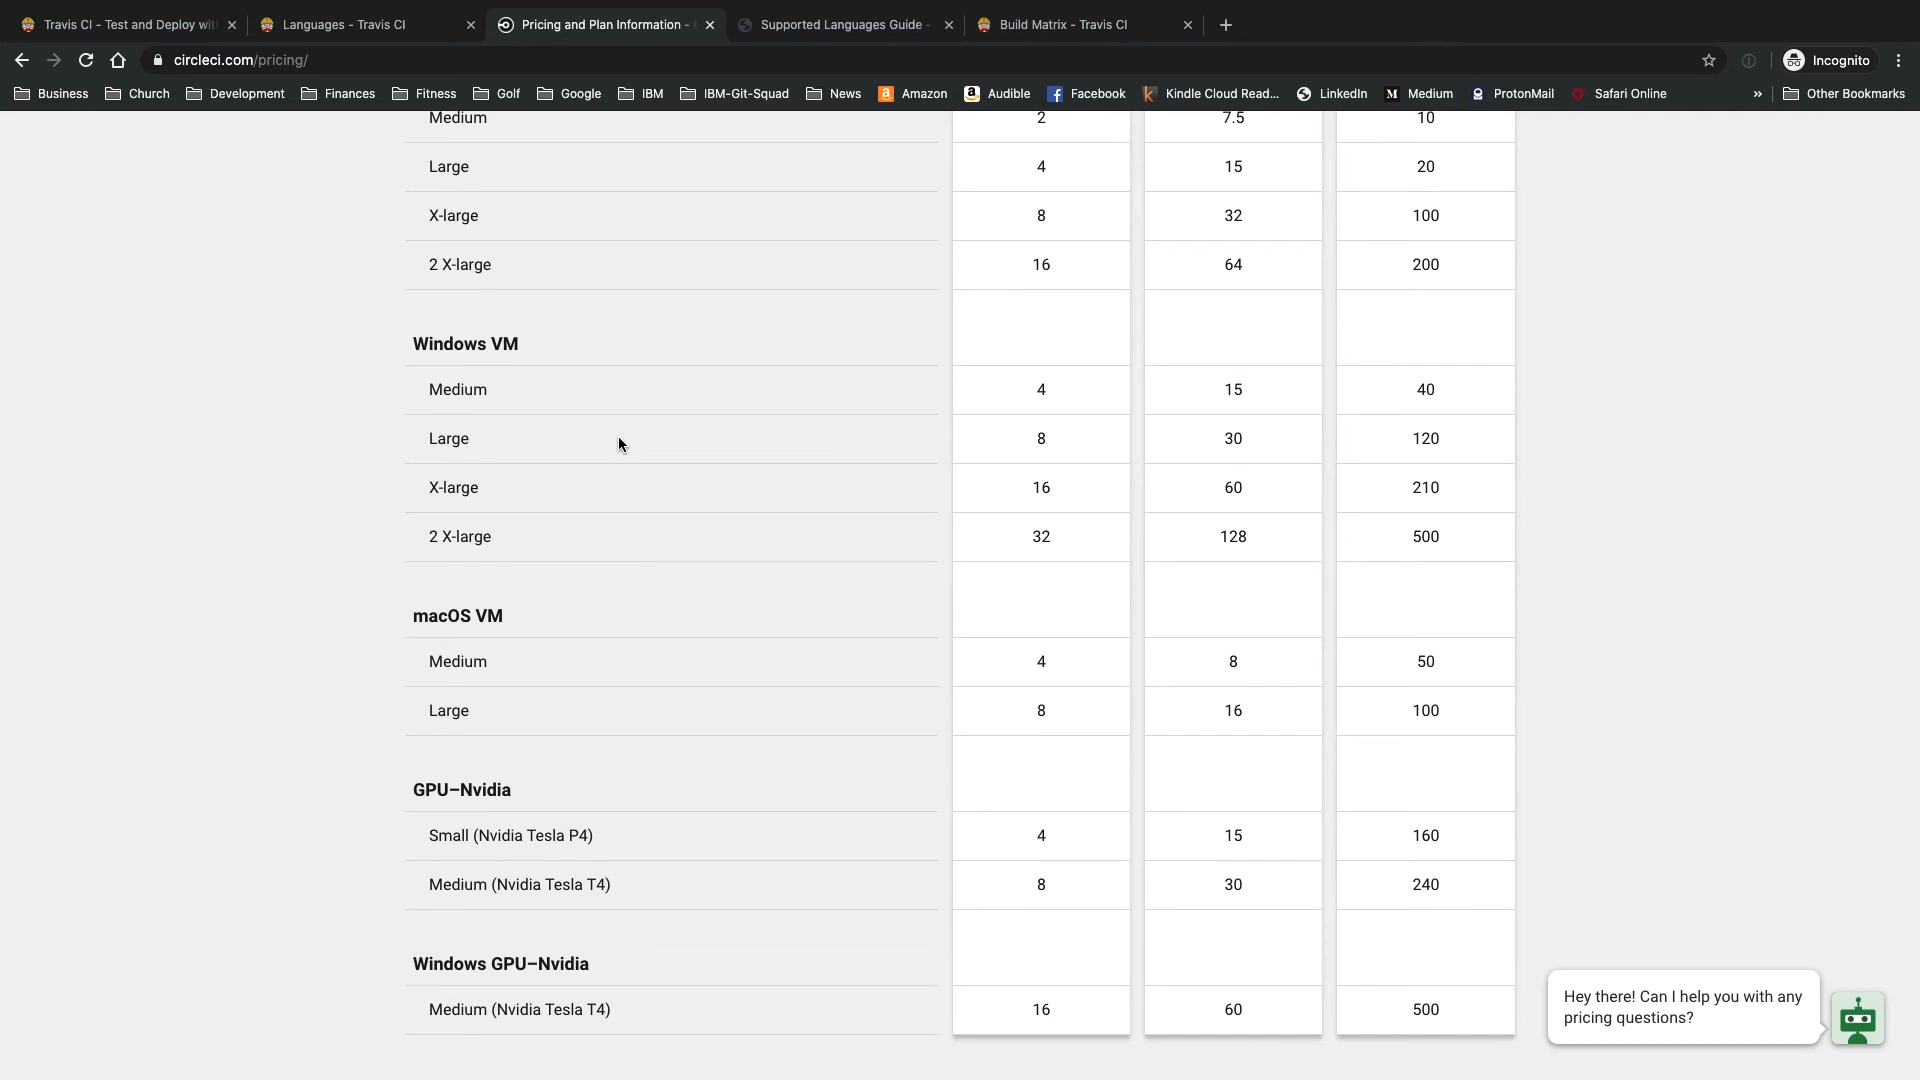 Travis CI - Test and Deploy wit
Languages - Travis CI
Pricing and Plan Information -
Supported Languages Guide -
Build Matrix - Travis CI
circleci.com/pricing/
Incognito
Business
Church
Development
Finances
Fitness
Golf
Google
IBM
IBM-Git-Squad
News
Amazon
Audible
Facebook
Kindle Cloud Read...
LinkedIn
Medium
ProtonMail
Safari Online
»
Other Bookmarks
Medium 2 7.5 10
Large 4 15 20
X-large 8 32 100
2 X-large 16 64 200
Windows VM
Medium 4 15 40
Large 8 30 120
X-large 16 60 210
2 X-large 32 128 500
macOS VM
Medium 4 8 50
Large 8 16 100
GPU–Nvidia
Small (Nvidia Tesla P4) 4 15 160
Medium (Nvidia Tesla T4) 8 30 240
Windows GPU–Nvidia
Medium (Nvidia Tesla T4) 16 60 500
Hey there! Can I help you with any
pricing questions?